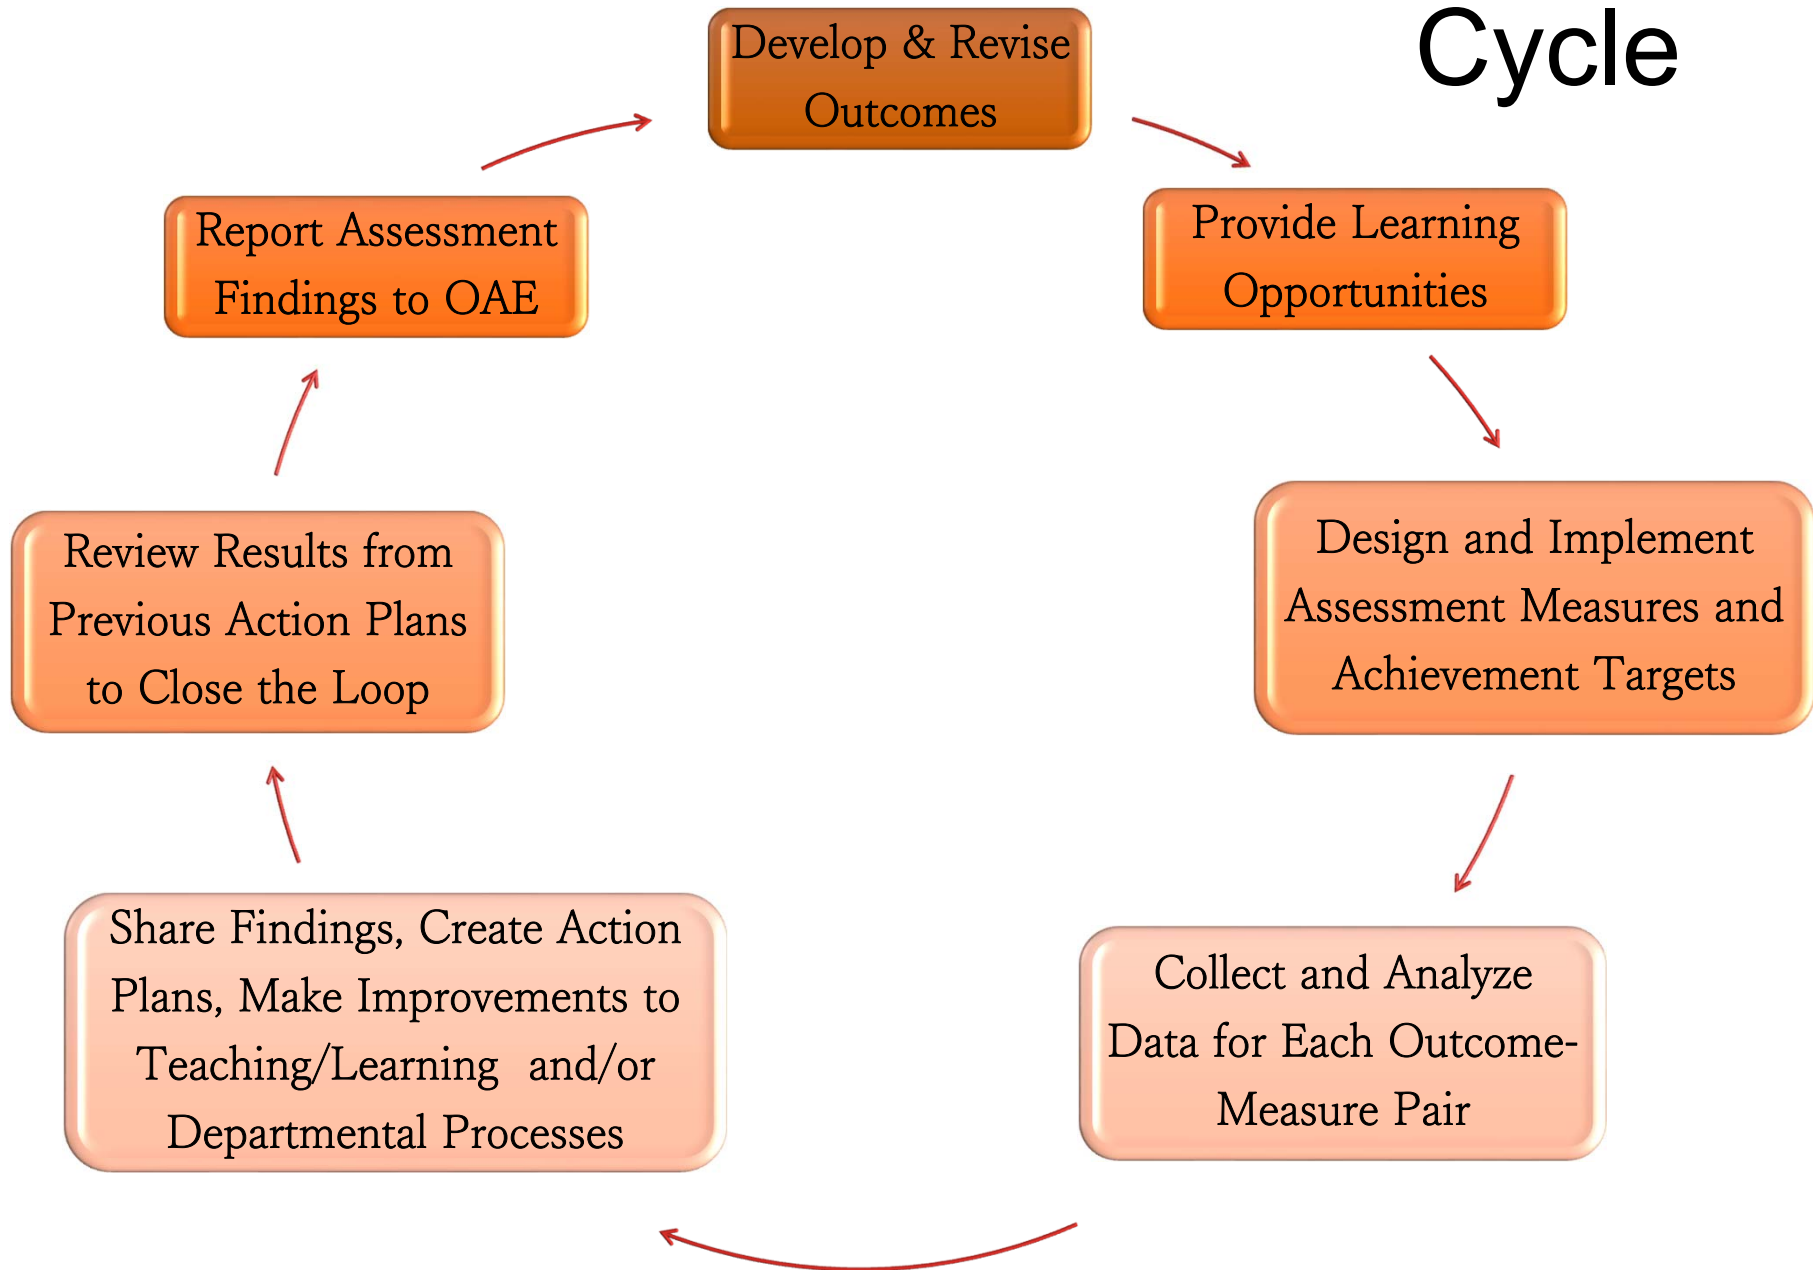 Cycle
Develop & Revise
Outcomes
Provide Learning
Opportunities
Design and Implement
Assessment Measures and
Achievement Targets
Collect and Analyze
Data for Each Outcome-
Measure Pair
Share Findings, Create Action
Plans, Make Improvements to
Teaching/Learning and/or
Departmental Processes
Review Results from
Previous Action Plans
to Close the Loop
Report Assessment
Findings to OAE